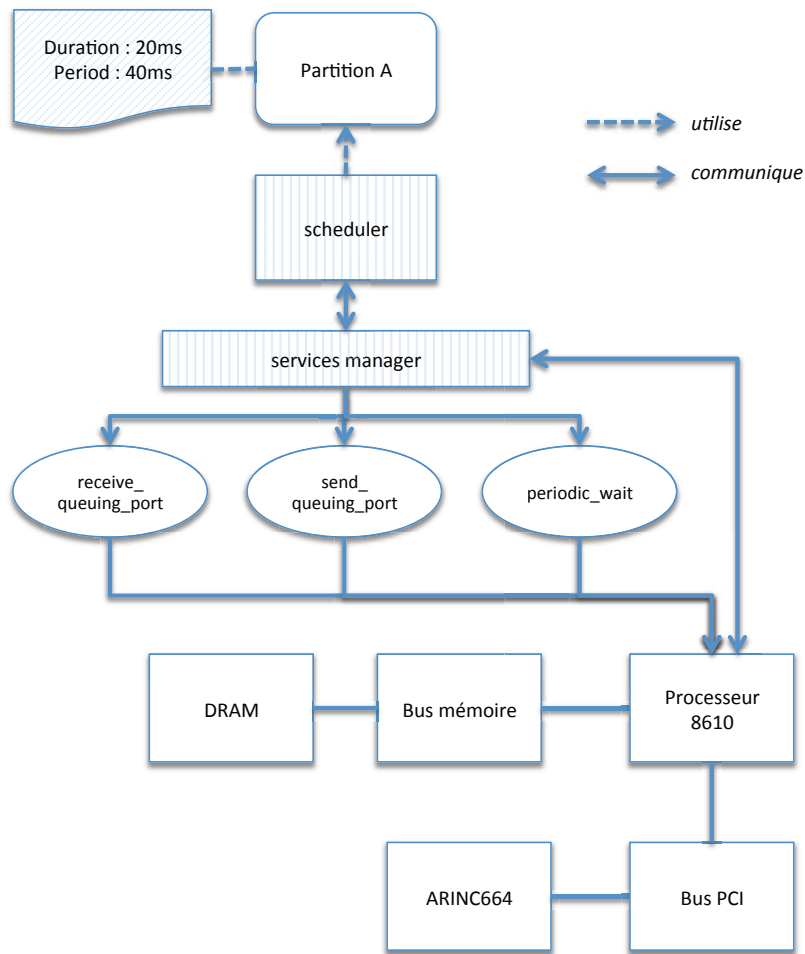 Duration : 20ms
Period : 40ms
Partition A
utilise
communique
scheduler
services manager
receive_
queuing_port
send_
queuing_port
periodic_wait
DRAM
Bus mémoire
Processeur
8610
ARINC664
Bus PCI